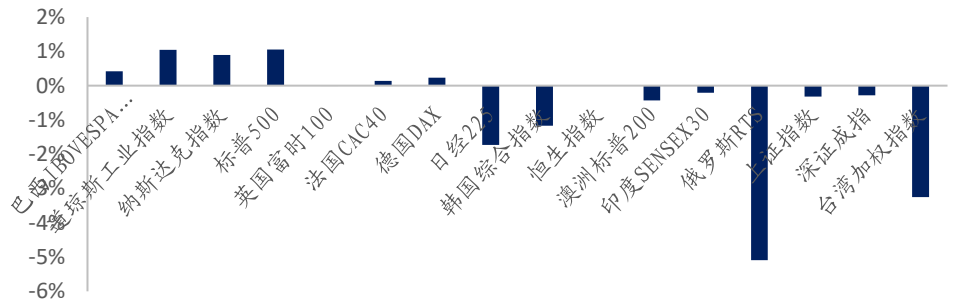 2%
1%
0%
-1%
-2%
-3%
-4%
-5%
-6%
巴西IBOVESPA...
道琼斯工业指数
纳斯达克指数
标普500
英国富时100
法国CAC40
德国DAX
日经225
韩国综合指数
恒生指数
澳洲标普200
印度SENSEX30
俄罗斯RTS
上证指数
深证成指
台湾加权指数